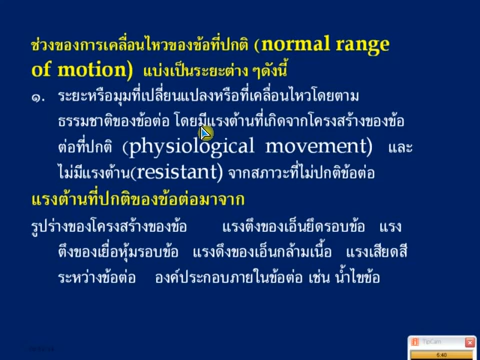 ช่วงของการเคลื่อนไหวของข้อที่ปกติ (normal range
of motion) แบ่งเป็นระยะต่าง ๆดังนี้
๑. ระยะหรือมุมที่เปลี่ยนแปลงหรือที่เคลื่อนไหวโดยตาม
ธรรมชาติของข้อต่อ โดยมีแรงต้านที่เกิดจากโครงสร้างของข้อ
ต่อที่ปกติ (physiological movement) และ
ไม่มีแรงต้าน(resistant) จากสภาวะที่ไม่ปกติข้อต่อ
แรงต้านที่ปกติของข้อต่อมาจาก
รูปร่างของโครงสร้างของข้อ แรงตึงของเอ็นยึดรอบข้อ แรง
ตึงของเยื่อหุ้มรอบข้อ แรงดึงของเอ็นกล้ามเนื้อ แรงเสียดสี
ระหว่างข้อต่อ องค์ประกอบภายในข้อต่อ เช่น น้ำไขข้อ
6:40